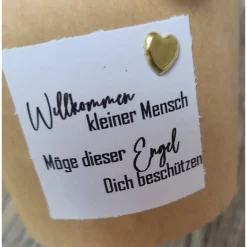 Willkommen
kleiner Mensch
Möge dieser Engel
Dich beschützen